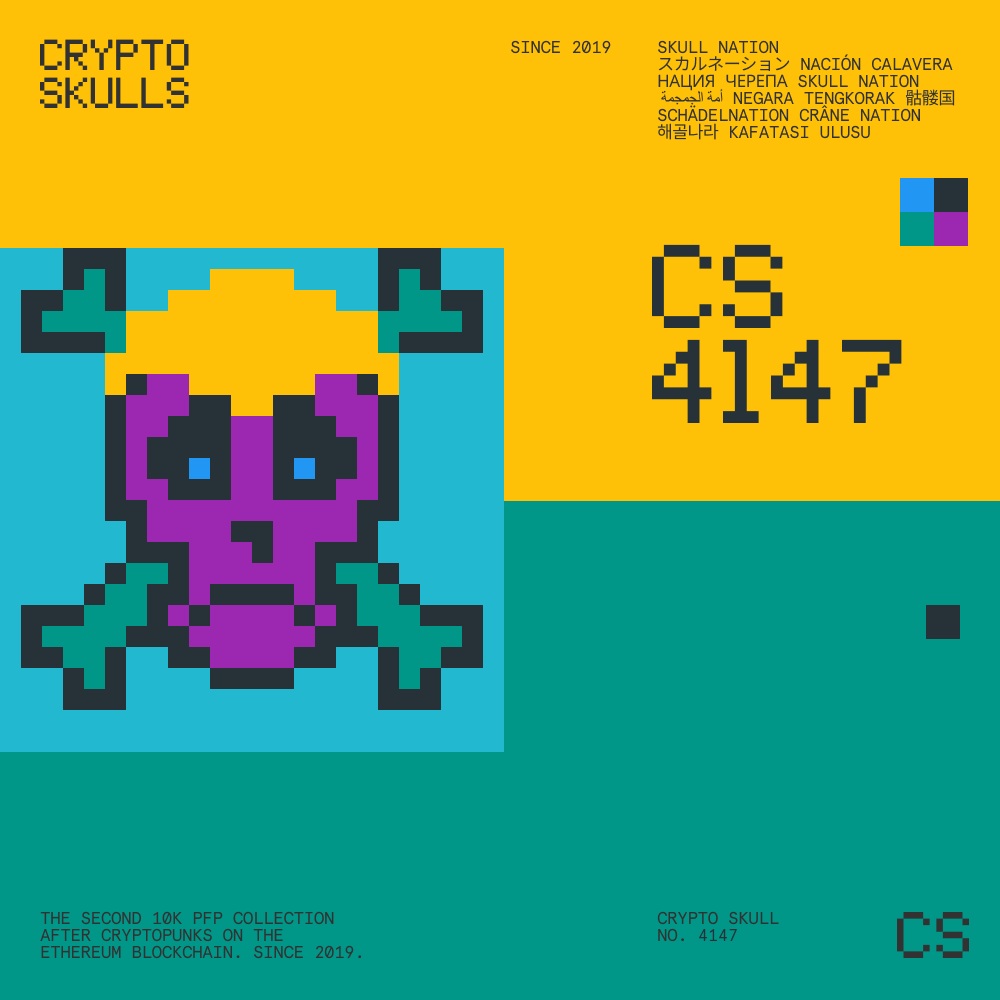 CRYPTO
SKULLS
SINCE 2019
SKULL NATION
スカルネーション NACIÓN CALAVERA
НАЦИЯ ЧЕРЕПА SKULL NATION
أمة الجمجمة NEGARA TENGKORAK 骷髅国
SCHÄDELNATION CRÂNE NATION
해골나라 KAFATASI ULUSU
CS
4147
THE SECOND 10K PFP COLLECTION
AFTER CRYPTOPUNKS ON THE
ETHEREUM BLOCKCHAIN. SINCE 2019.
CRYPTO SKULL
NO. 4147
CS